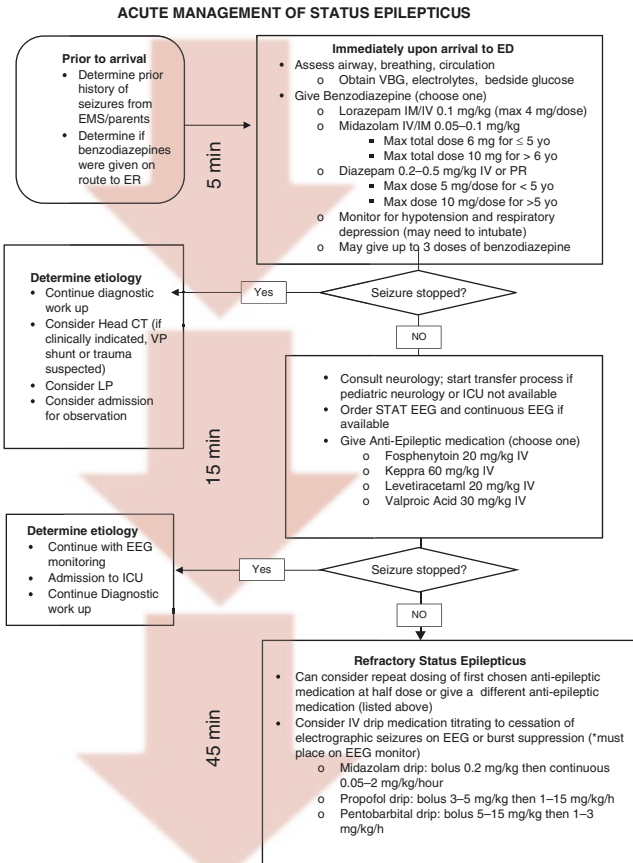 ACUTE MANAGEMENT OF STATUS EPILEPTICUS
Prior to arrival
• Determine prior
history of
seizures from
EMS/parents
• Determine if
benzodiazepines
were given on
route to ER
Immediately upon arrival to ED
• Assess airway, breathing, circulation
o Obtain VBG, electrolytes, bedside glucose
• Give Benzodiazepine (choose one)
o Lorazepam IM/IV 0.1 mg/kg (max 4 mg/dose)
o Midazolam IV/IM 0.05–0.1 mg/kg
▪ Max total dose 6 mg for ≤ 5 yo
▪ Max total dose 10 mg for > 6 yo
o Diazepam 0.2–0.5 mg/kg IV or PR
▪ Max dose 5 mg/dose for < 5 yo
▪ Max dose 10 mg/dose for >5 yo
o Monitor for hypotension and respiratory
depression (may need to intubate)
o May give up to 3 doses of benzodiazepine
5 min
Seizure stopped?
Yes
NO
Determine etiology
• Continue diagnostic
work up
• Consider Head CT (if
clinically indicated, VP
shunt or trauma
suspected)
• Consider LP
• Consider admission
for observation
15 min
• Consult neurology; start transfer process if
pediatric neurology or ICU not available
• Order STAT EEG and continuous EEG if
available
• Give Anti-Epileptic medication (choose one)
o Fosphenytoin 20 mg/kg IV
o Keppra 60 mg/kg IV
o Levetiracetaml 20 mg/kg IV
o Valproic Acid 30 mg/kg IV
Seizure stopped?
Yes
NO
Determine etiology
• Continue with EEG
monitoring
• Admission to ICU
• Continue Diagnostic
work up
45 min
Refractory Status Epilepticus
• Can consider repeat dosing of first chosen anti-epileptic
medication at half dose or give a different anti-epileptic
medication (listed above)
• Consider IV drip medication titrating to cessation of
electrographic seizures on EEG or burst suppression (*must
place on EEG monitor)
o Midazolam drip: bolus 0.2 mg/kg then continuous
0.05–2 mg/kg/hour
o Propofol drip: bolus 3–5 mg/kg then 1–15 mg/kg/h
o Pentobarbital drip: bolus 5–15 mg/kg then 1–3
mg/kg/h